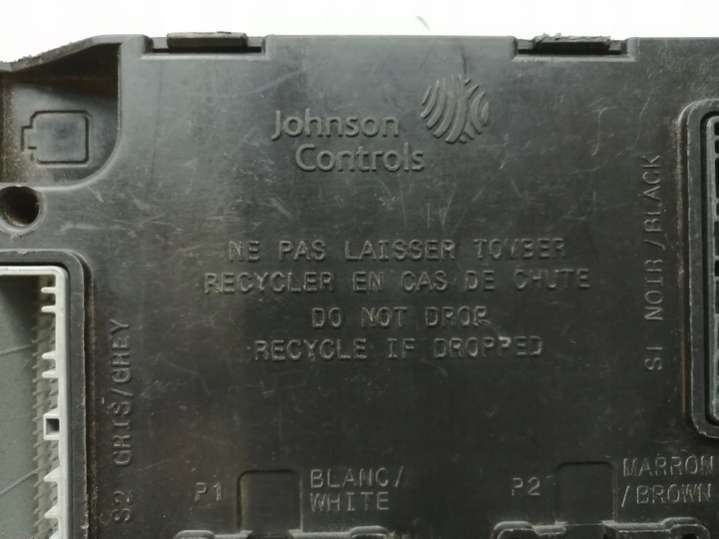 Johnson
Controls
NE PAS LAISSER TOMBER
RECYCLER EN CAS DE CHUTE
DO NOT DROP
RECYCLE IF DROPPED
S1 NOIR/BLACK
S2 GRIS/GREY
P1
BLANC/
WHITE
P2
MARRON
/BROWN